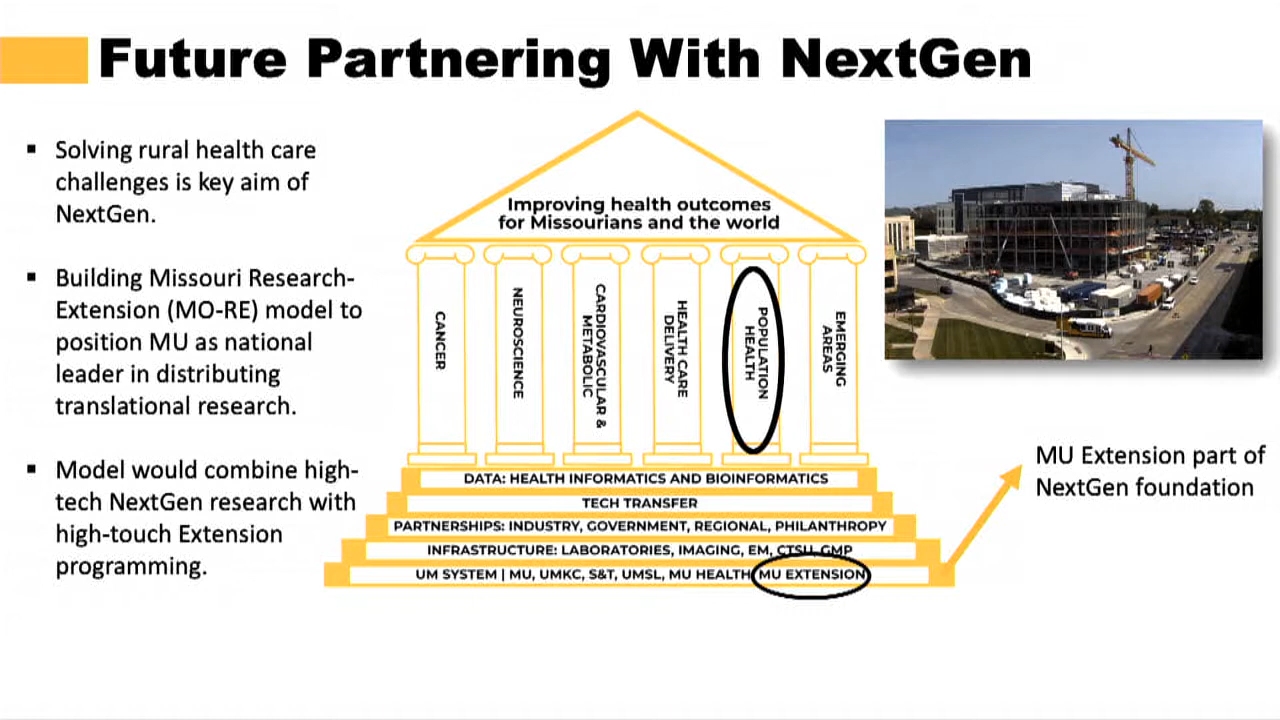 Future Partnering With NextGen
▪ Solving rural health care
challenges is key aim of
NextGen.
▪ Building Missouri Research-
Extension (MO-RE) model to
position MU as national
leader in distributing
translational research.
▪ Model would combine high-
tech NextGen research with
high-touch Extension
programming.
Improving health outcomes
for Missourians and the world
CANCER
NEUROSCIENCE
CARDIOVASCULAR &
METABOLIC
HEALTH CARE
DELIVERY
POPULATION
HEALTH
EMERGING
AREAS
DATA: HEALTH INFORMATICS AND BIOINFORMATICS
TECH TRANSFER
PARTNERSHIPS: INDUSTRY, GOVERNMENT, REGIONAL, PHILANTHROPY
INFRASTRUCTURE: LABORATORIES, IMAGING, EM, CTSU, GMP
UM SYSTEM | MU, UMKC, S&T, UMSL, MU HEALTH, MU EXTENSION
MU Extension part of
NextGen foundation